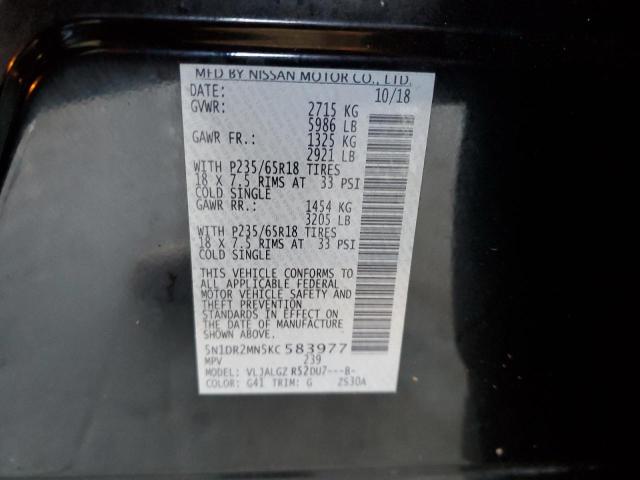 MFD BY NISSAN MOTOR CO., LTD.
DATE: 10/18
GVWR: 2715 KG
5986 LB
GAWR FR.: 1325 KG
2921 LB
WITH P235/65R18 TIRES
18 X 7.5 RIMS AT 33 PSI
COLD SINGLE
GAWR RR.: 1454 KG
3205 LB
WITH P235/65R18 TIRES
18 X 7.5 RIMS AT 33 PSI
COLD SINGLE
THIS VEHICLE CONFORMS TO
ALL APPLICABLE FEDERAL
MOTOR VEHICLE SAFETY AND
THEFT PREVENTION
STANDARDS IN EFFECT ON
THE DATE OF MANUFACTURE
SHOWN ABOVE.
5N1DR2MN5KC583977
MPV 239
MODEL: VLJALGZ R52DU7---B-
COLOR: G41 TRIM: G ZS30A